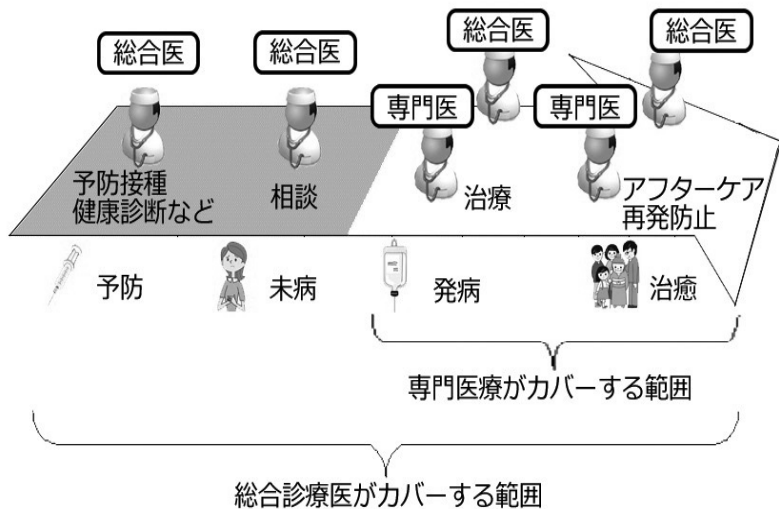 総合医
総合医
総合医
総合医
専門医
専門医
予防接種
健康診断など
相談
治療
アフターケア
再発防止
予防
未病
発病
治癒
専門医療がカバーする範囲
総合診療医がカバーする範囲